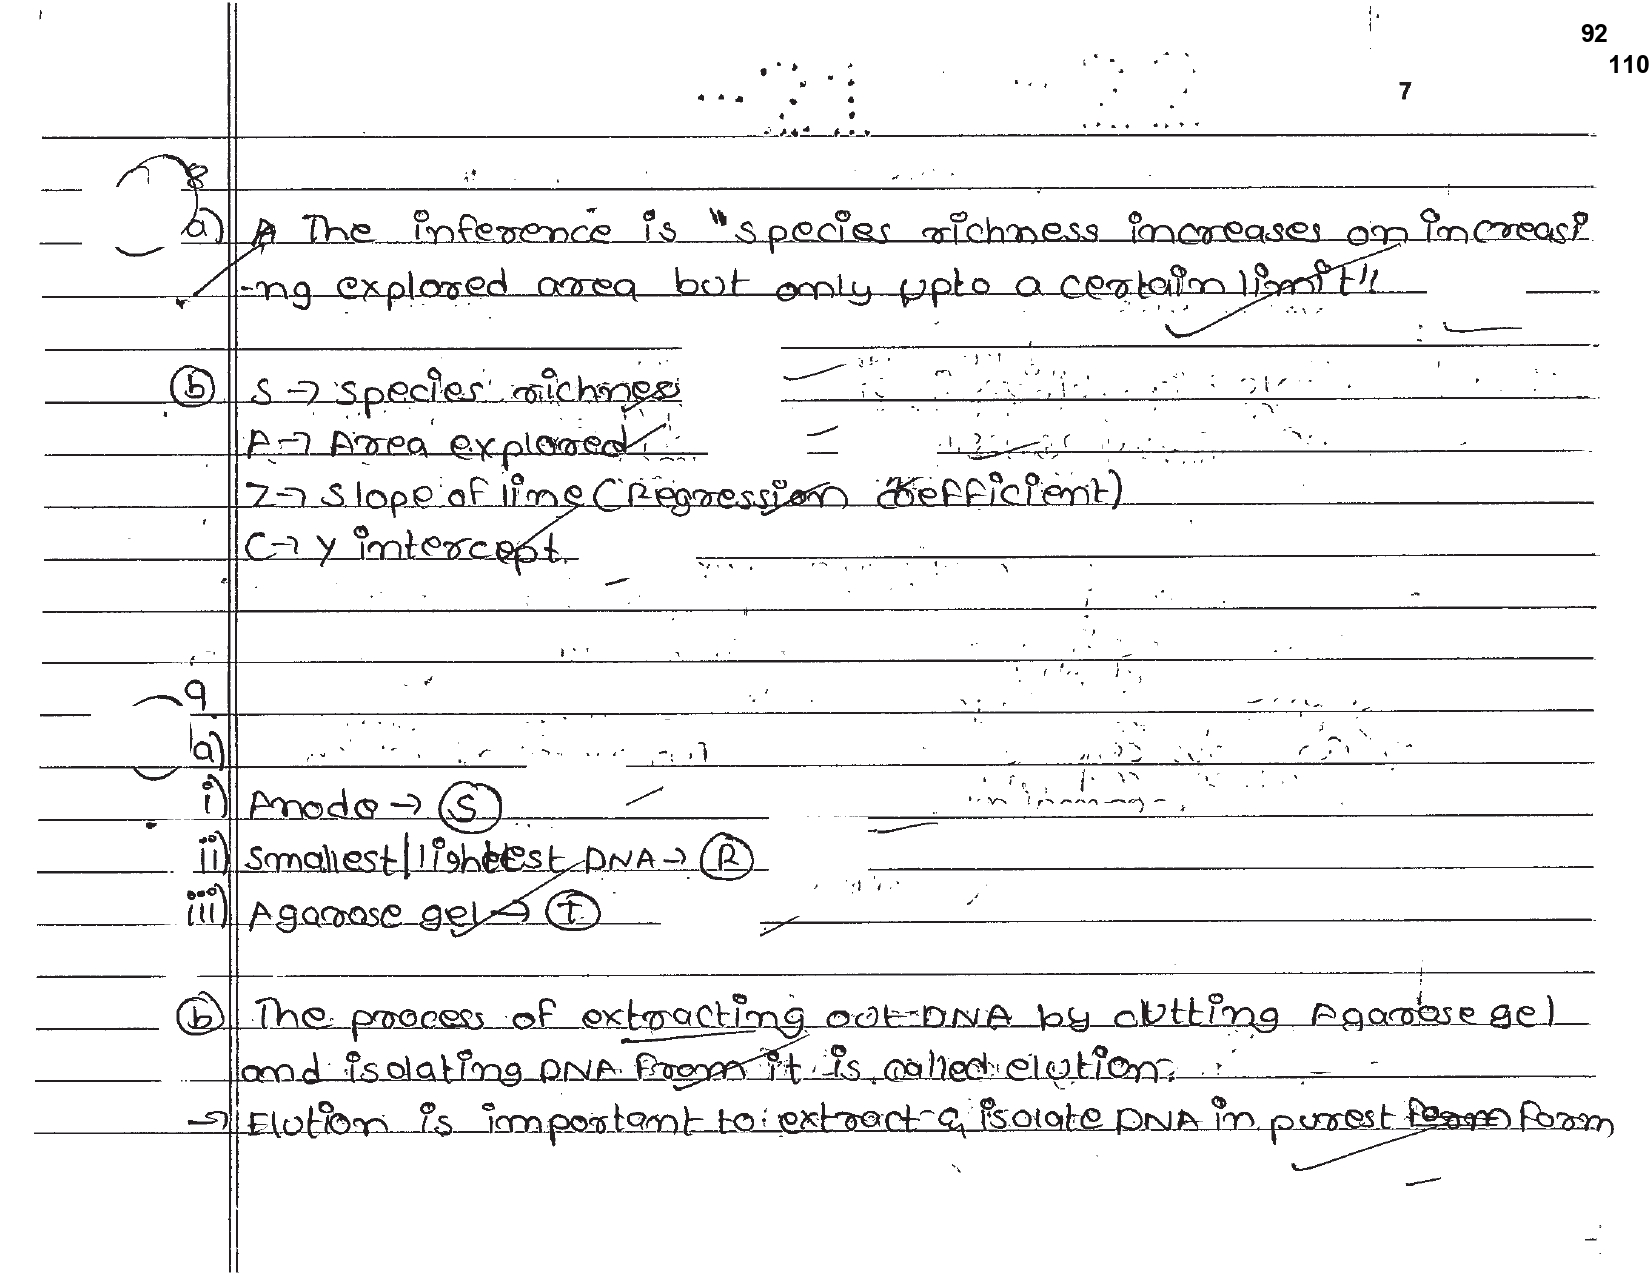 92
110
7
8
a) The inference is "species richness increases on increasi
-ng explored area but only upto a certain limit"
(b) S → species richness
A → Area explored
Z → Slope of line (Regression coefficient)
C → y intercept
9
a)
i) Anode → (S)
ii) Smallest/lightest DNA → (R)
iii) Agarose gel → (T)
(b) The process of extracting out DNA by cutting Agarose gel
and isolating DNA from it is called elution.
→ Elution is important to extract & isolate DNA in purest form